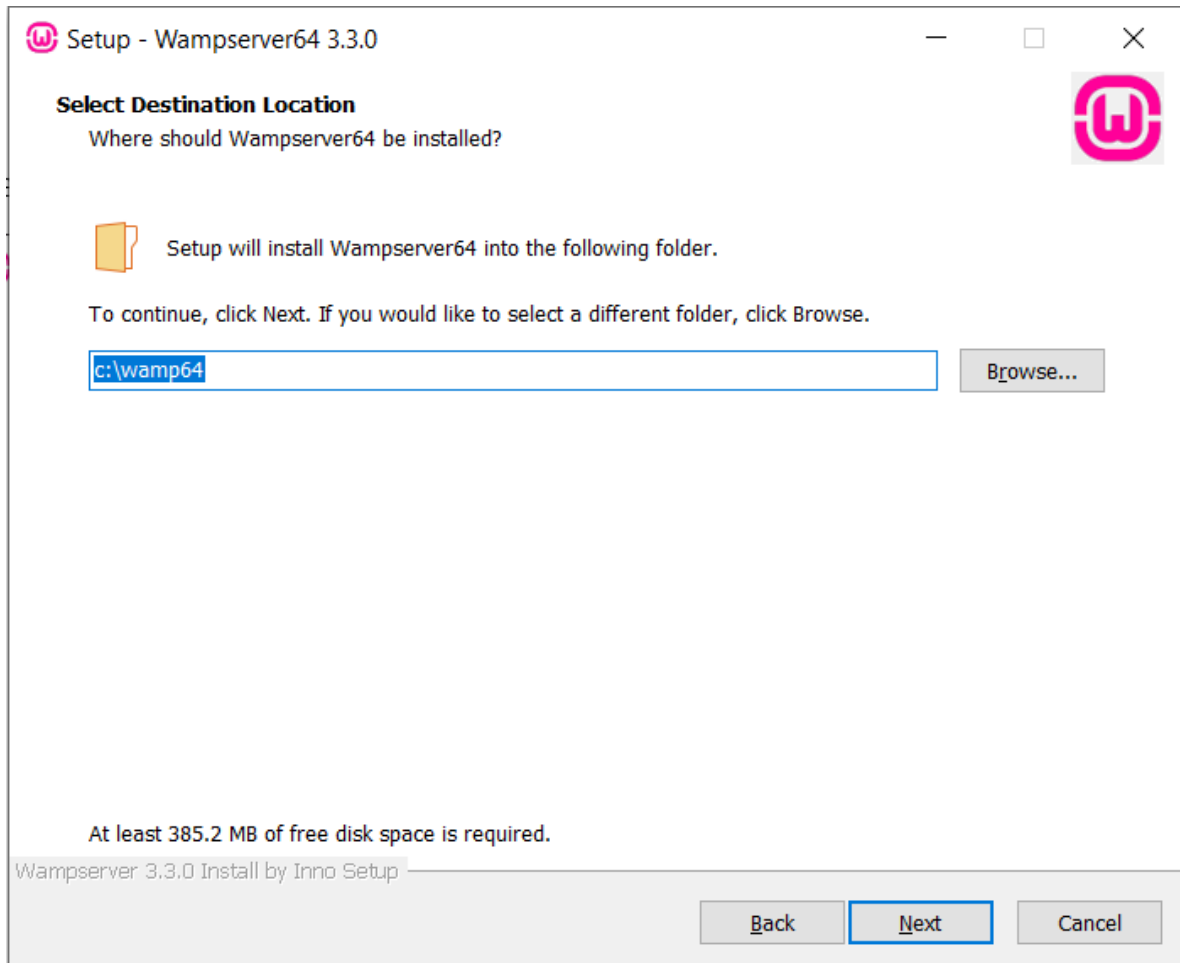 Setup - Wampserver64 3.3.0
Select Destination Location
Where should Wampserver64 be installed?
Setup will install Wampserver64 into the following folder.
To continue, click Next. If you would like to select a different folder, click Browse.
c:\wamp64
Browse...
At least 385.2 MB of free disk space is required.
Wampserver 3.3.0 Install by Inno Setup
Back
Next
Cancel